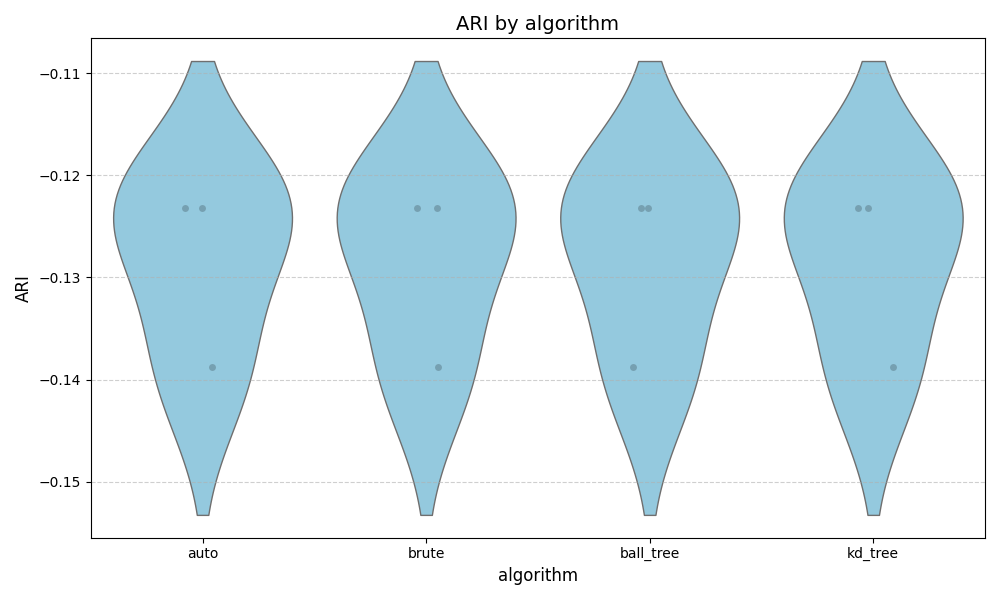 ARI by algorithm
−0.11
−0.12
−0.13
−0.14
−0.15
ARI
auto
brute
ball_tree
kd_tree
algorithm